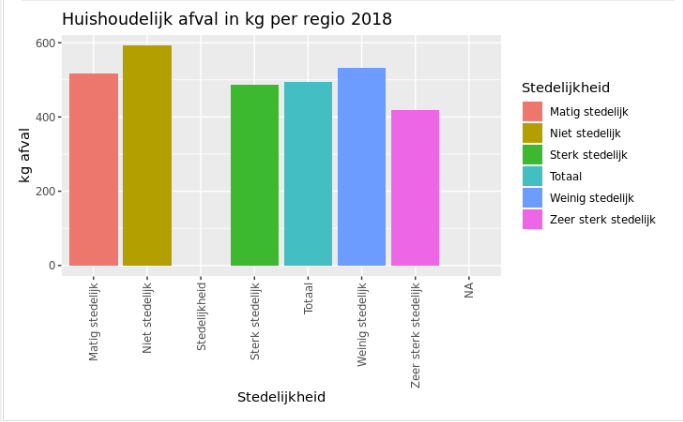 Huishoudelijk afval in kg per regio 2018
600
400
200
0
kg afval
Matig stedelijk
Niet stedelijk
Stedelijkheid
Sterk stedelijk
Totaal
Weinig stedelijk
Zeer sterk stedelijk
NA
Stedelijkheid
Stedelijkheid
Matig stedelijk
Niet stedelijk
Sterk stedelijk
Totaal
Weinig stedelijk
Zeer sterk stedelijk